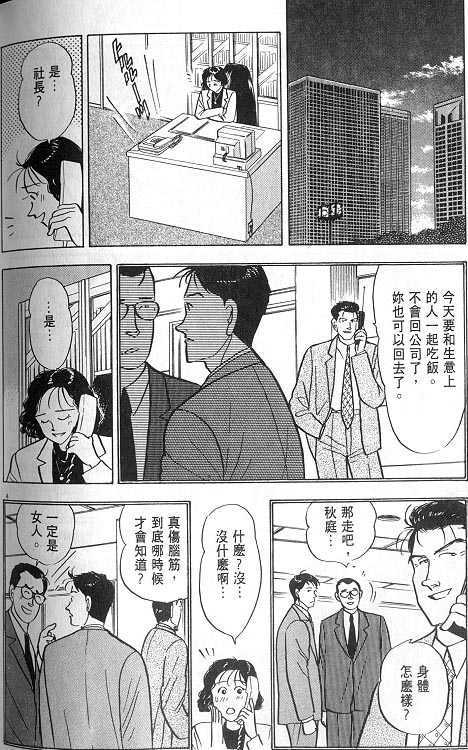 是…
社長？
今天要和生意上
的人一起吃飯。
不會回公司了，
妳也可以回去了。
…是…
身體
怎麼樣？
那走吧，
秋庭…
什麼？沒…
沒什麼啊…
真傷腦筋，
到底哪時候
才會知道？
一定是
女人。